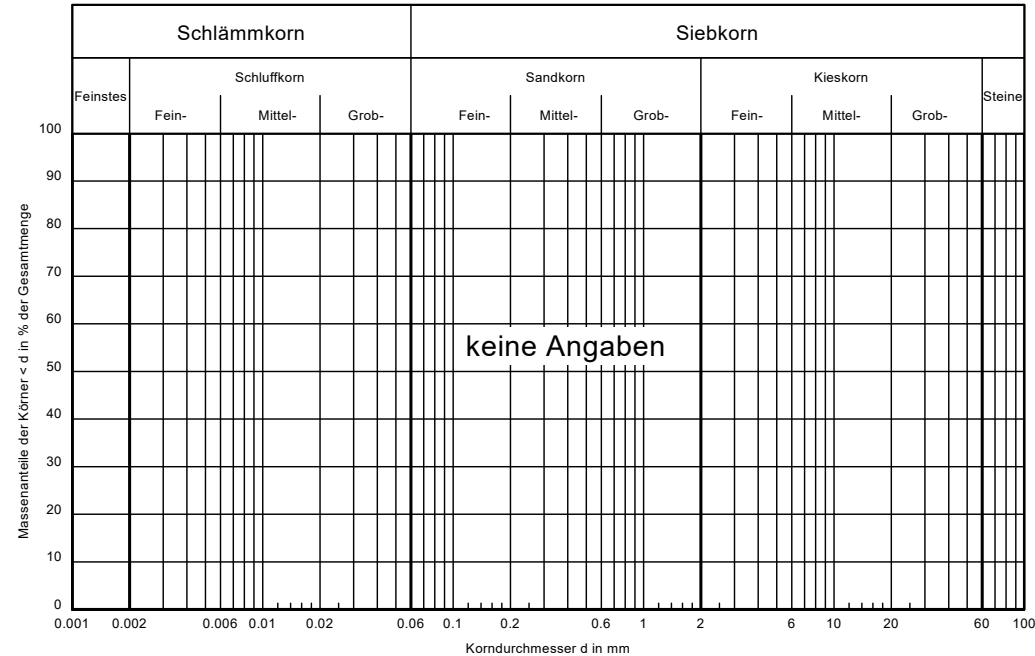 Schlämmkorn Siebkorn
Feinstes Schluffkorn Sandkorn Kieskorn Steine
Fein- Mittel- Grob- Fein- Mittel- Grob- Fein- Mittel- Grob-
100
90
80
70
60
50
40
30
20
10
0
Massenanteile der Körner < d in % der Gesamtmenge
keine Angaben
0.001 0.002 0.006 0.01 0.02 0.06 0.1 0.2 0.6 1 2 6 10 20 60 100
Korndurchmesser d in mm